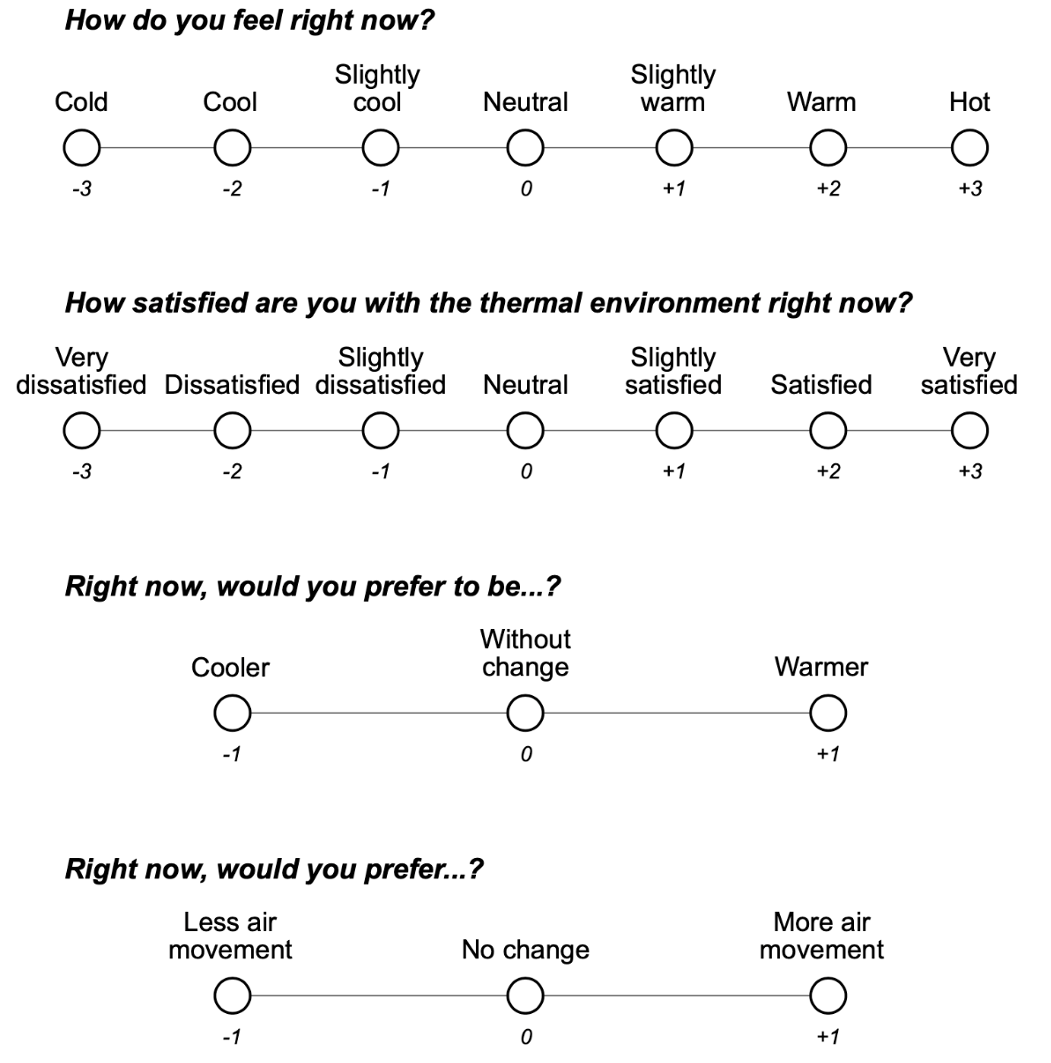 How do you feel right now?
Slightly Slightly
Cold Cool cool Neutral warm Warm Hot
-3 -2 -1 0 +1 +2 +3
How satisfied are you with the thermal environment right now?
Very Slightly Slightly Very
dissatisfied Dissatisfied dissatisfied Neutral satisfied Satisfied satisfied
-3 -2 -1 0 +1 +2 +3
Right now, would you prefer to be...?
Without
Cooler change Warmer
-1 0 +1
Right now, would you prefer...?
Less air More air
movement No change movement
-1 0 +1